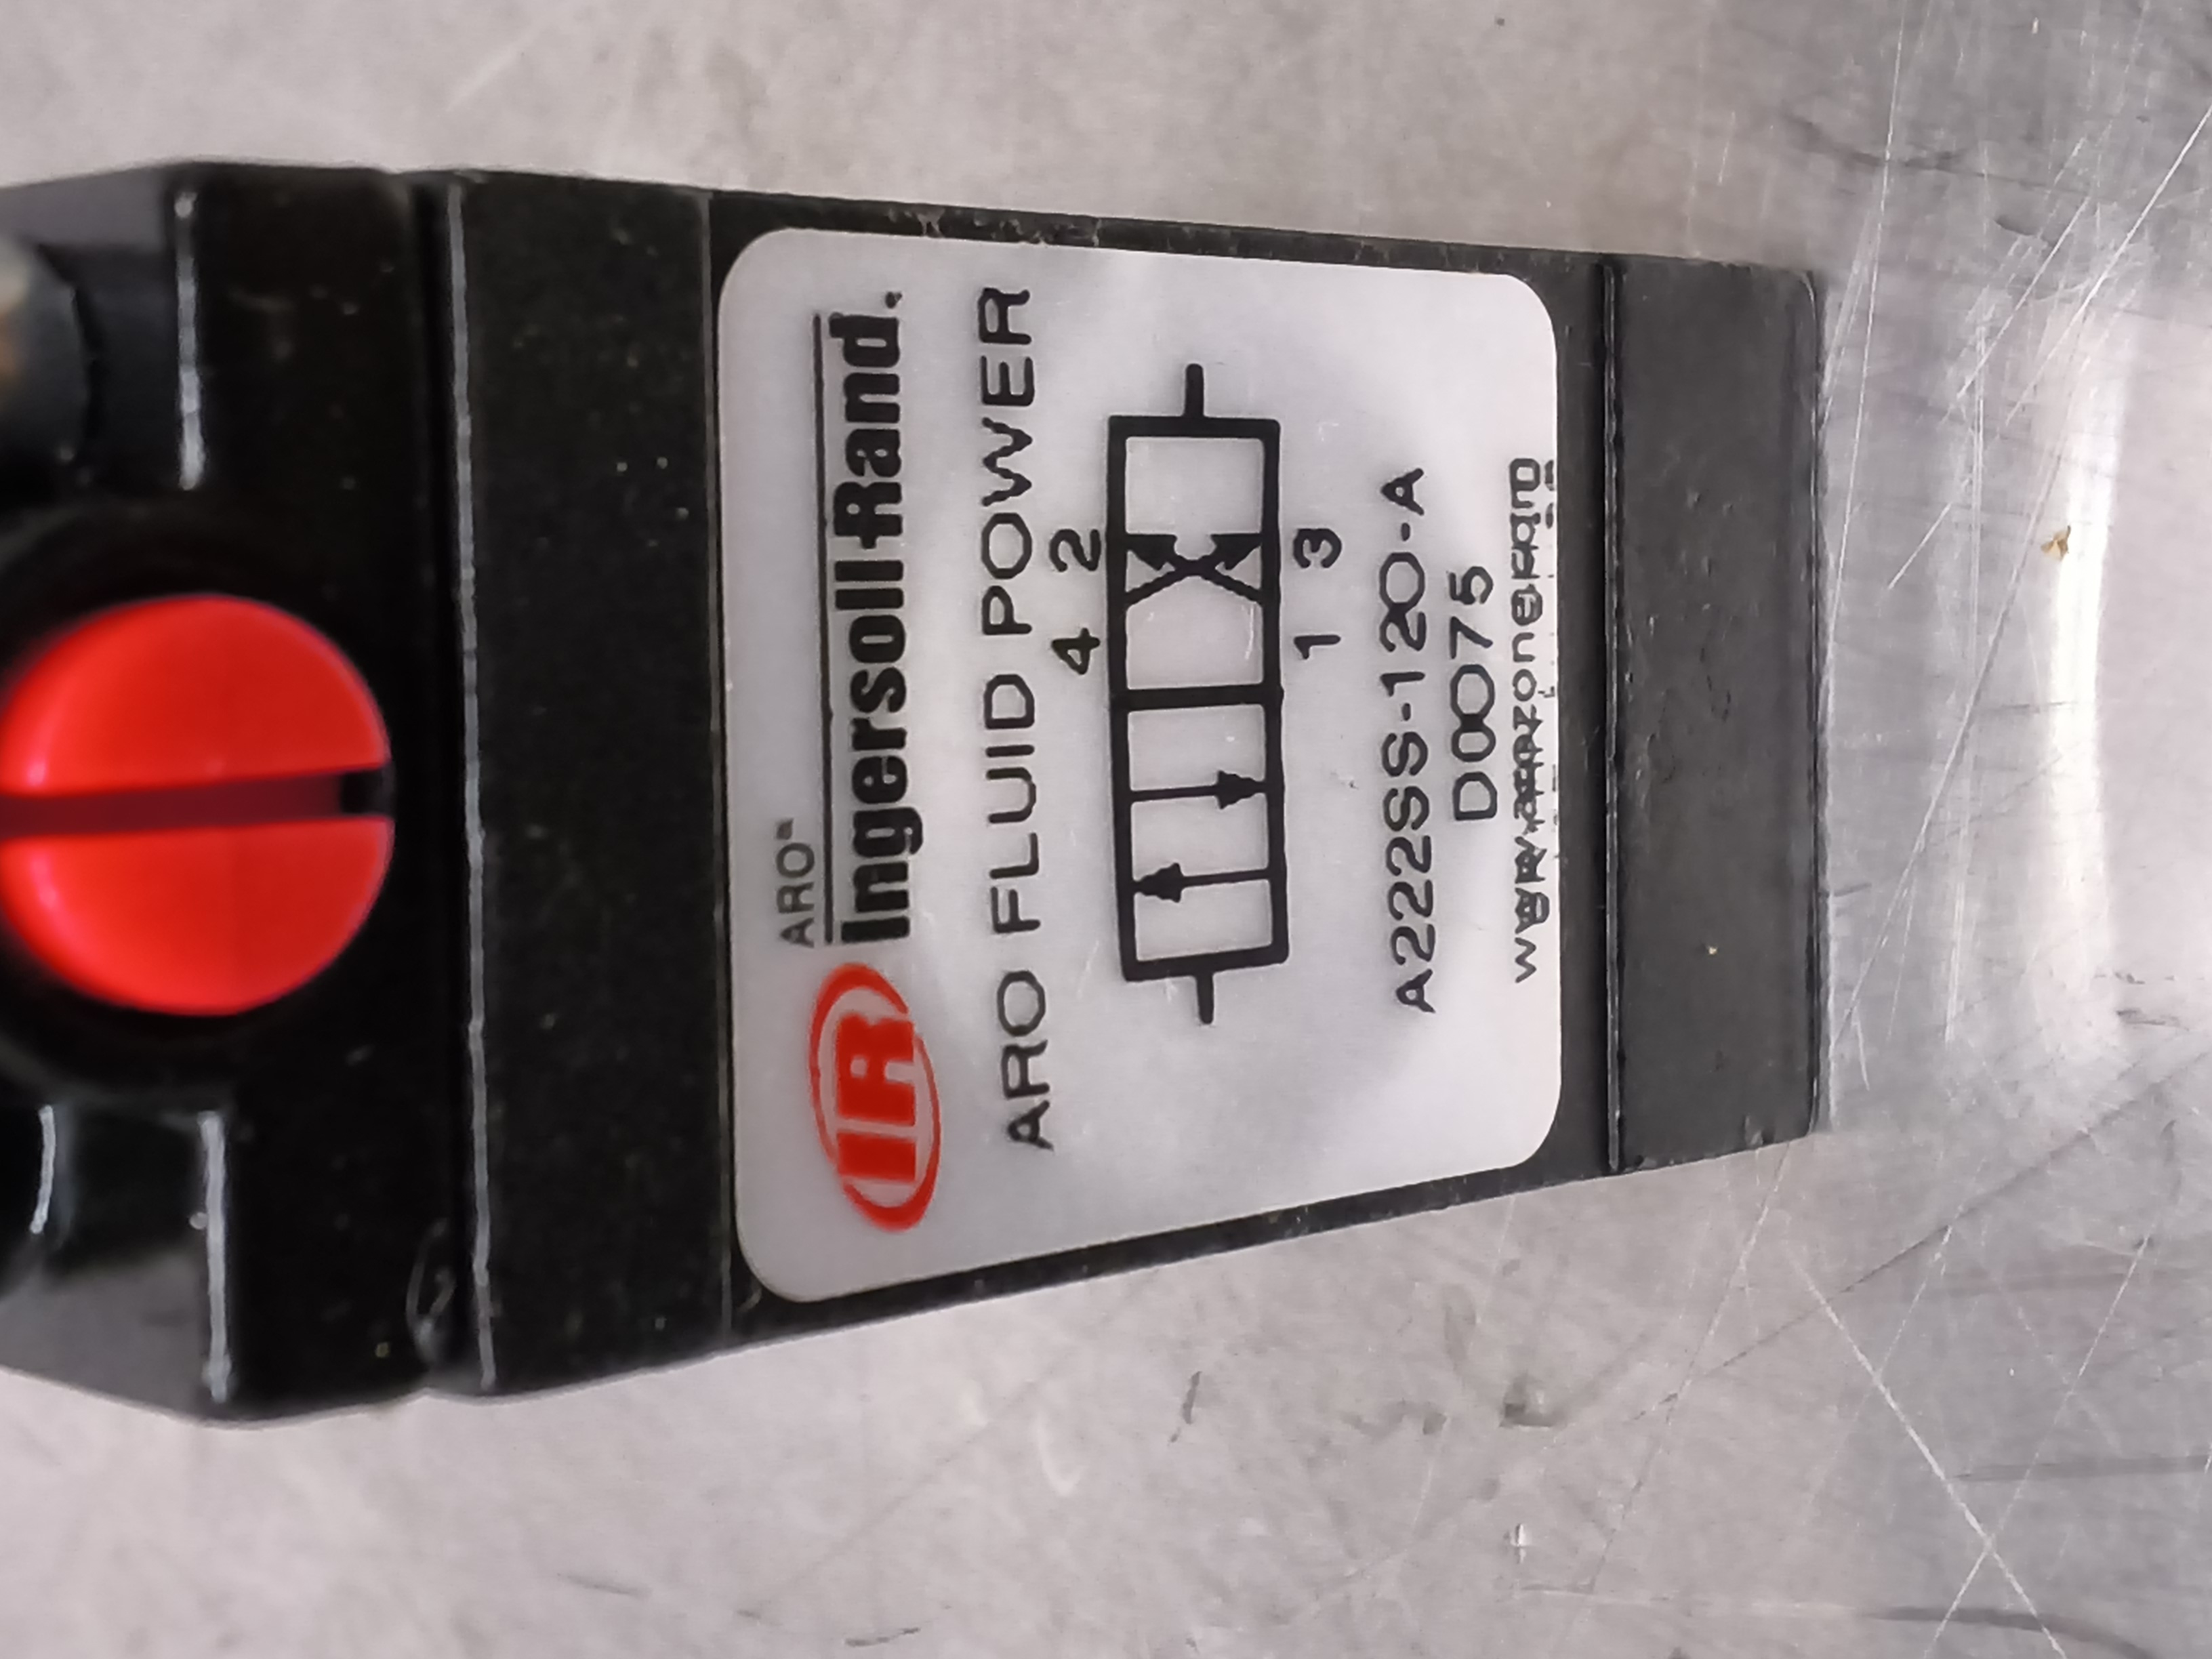 ARO®
IR Ingersoll-Rand.
ARO FLUID POWER
4 2
1 3
A222SS-120-A
D0075